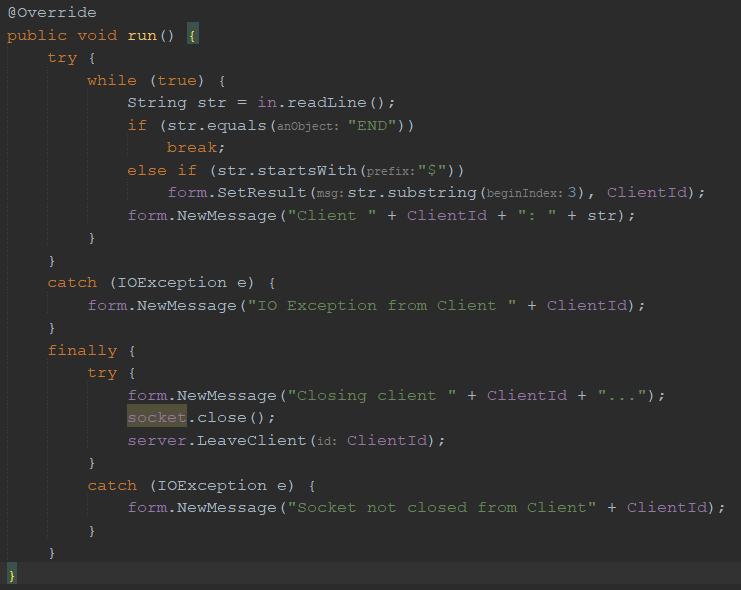 @Override
public void run() {
    try {
        while (true) {
            String str = in.readLine();
            if (str.equals(anObject: "END"))
                break;
            else if (str.startsWith(prefix: "$"))
                form.SetResult(msg: str.substring(beginIndex: 3), ClientId);
            form.NewMessage("Client " + ClientId + ": " + str);
        }
    }
    catch (IOException e) {
        form.NewMessage("IO Exception from Client " + ClientId);
    }
    finally {
        try {
            form.NewMessage("Closing client " + ClientId + "...");
            socket.close();
            server.LeaveClient(id: ClientId);
        }
        catch (IOException e) {
            form.NewMessage("Socket not closed from Client" + ClientId);
        }
    }
}